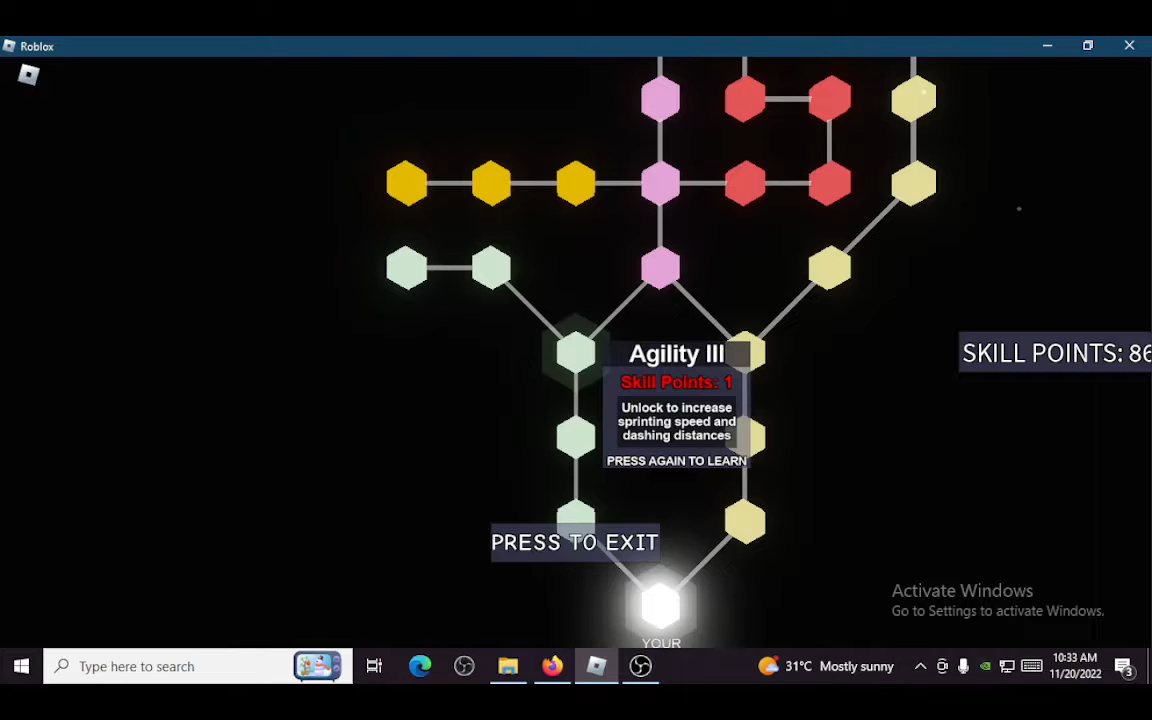 Roblox
Agility III
Skill Points: 1
Unlock to increase
sprinting speed and
dashing distances
PRESS AGAIN TO LEARN
SKILL POINTS: 86
PRESS TO EXIT
YOUR
Activate Windows
Go to Settings to activate Windows.
Type here to search
31°C Mostly sunny
10:33 AM
11/20/2022
3